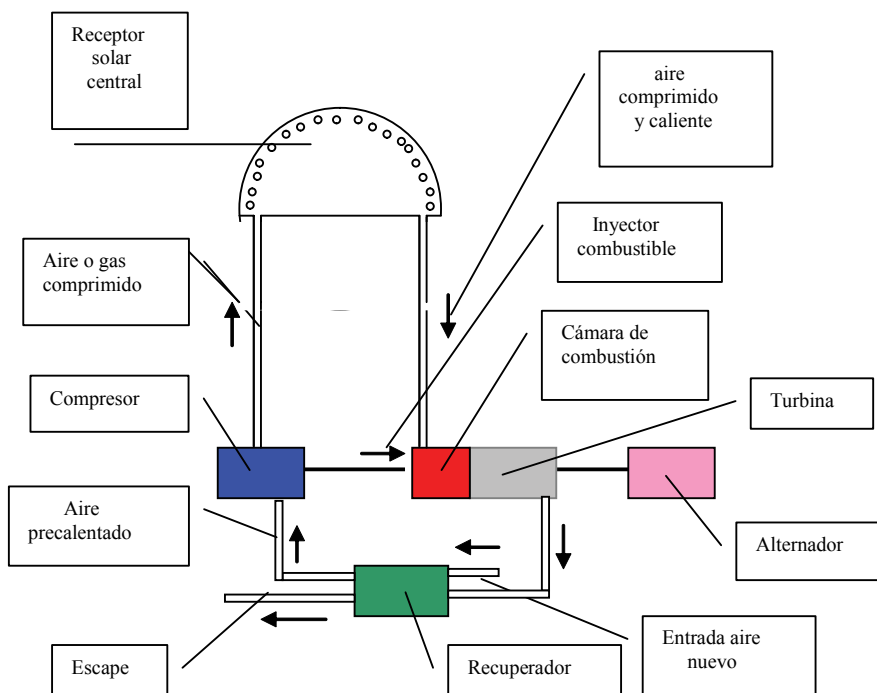 Receptor
solar
central
aire
comprimido
y caliente
Inyector
combustible
Aire o gas
comprimido
Cámara de
combustión
Compresor
Turbina
Aire
precalentado
Alternador
Escape
Recuperador
Entrada aire
nuevo